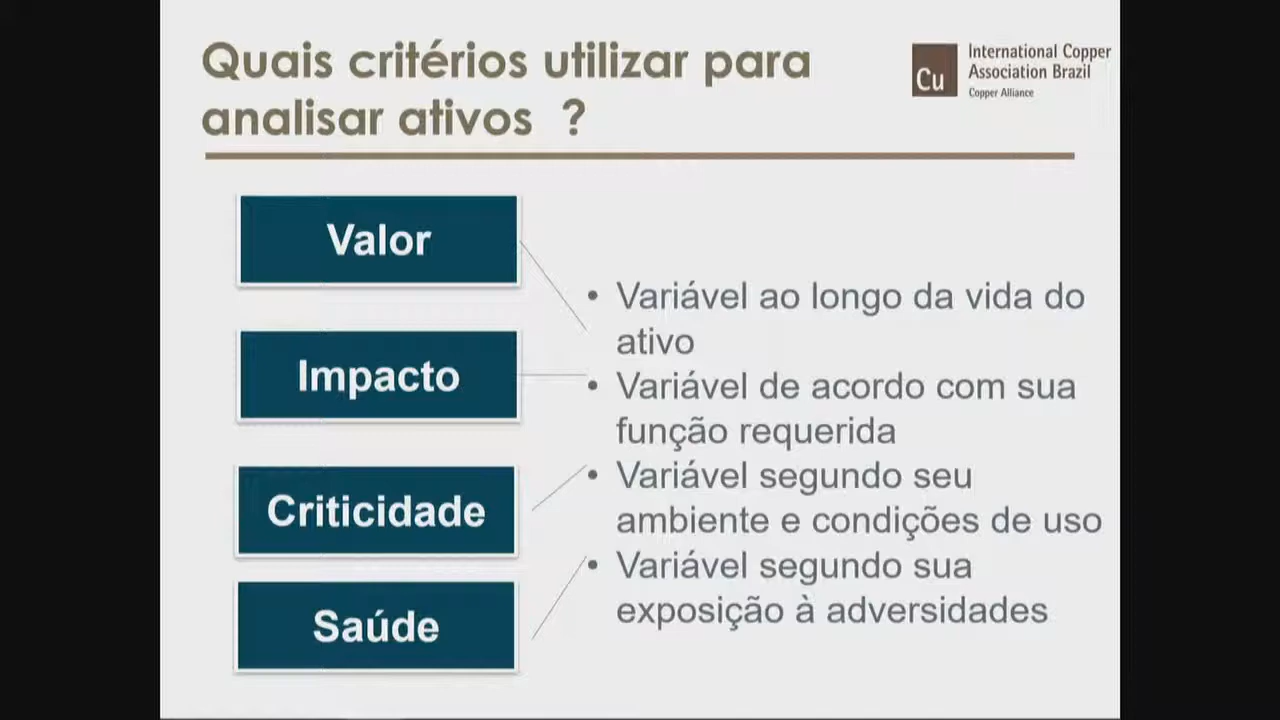 Quais critérios utilizar para
analisar ativos ?
Cu
International Copper
Association Brazil
Copper Alliance
Valor
Impacto
Criticidade
Saúde
• Variável ao longo da vida do
ativo
• Variável de acordo com sua
função requerida
• Variável segundo seu
ambiente e condições de uso
• Variável segundo sua
exposição à adversidades